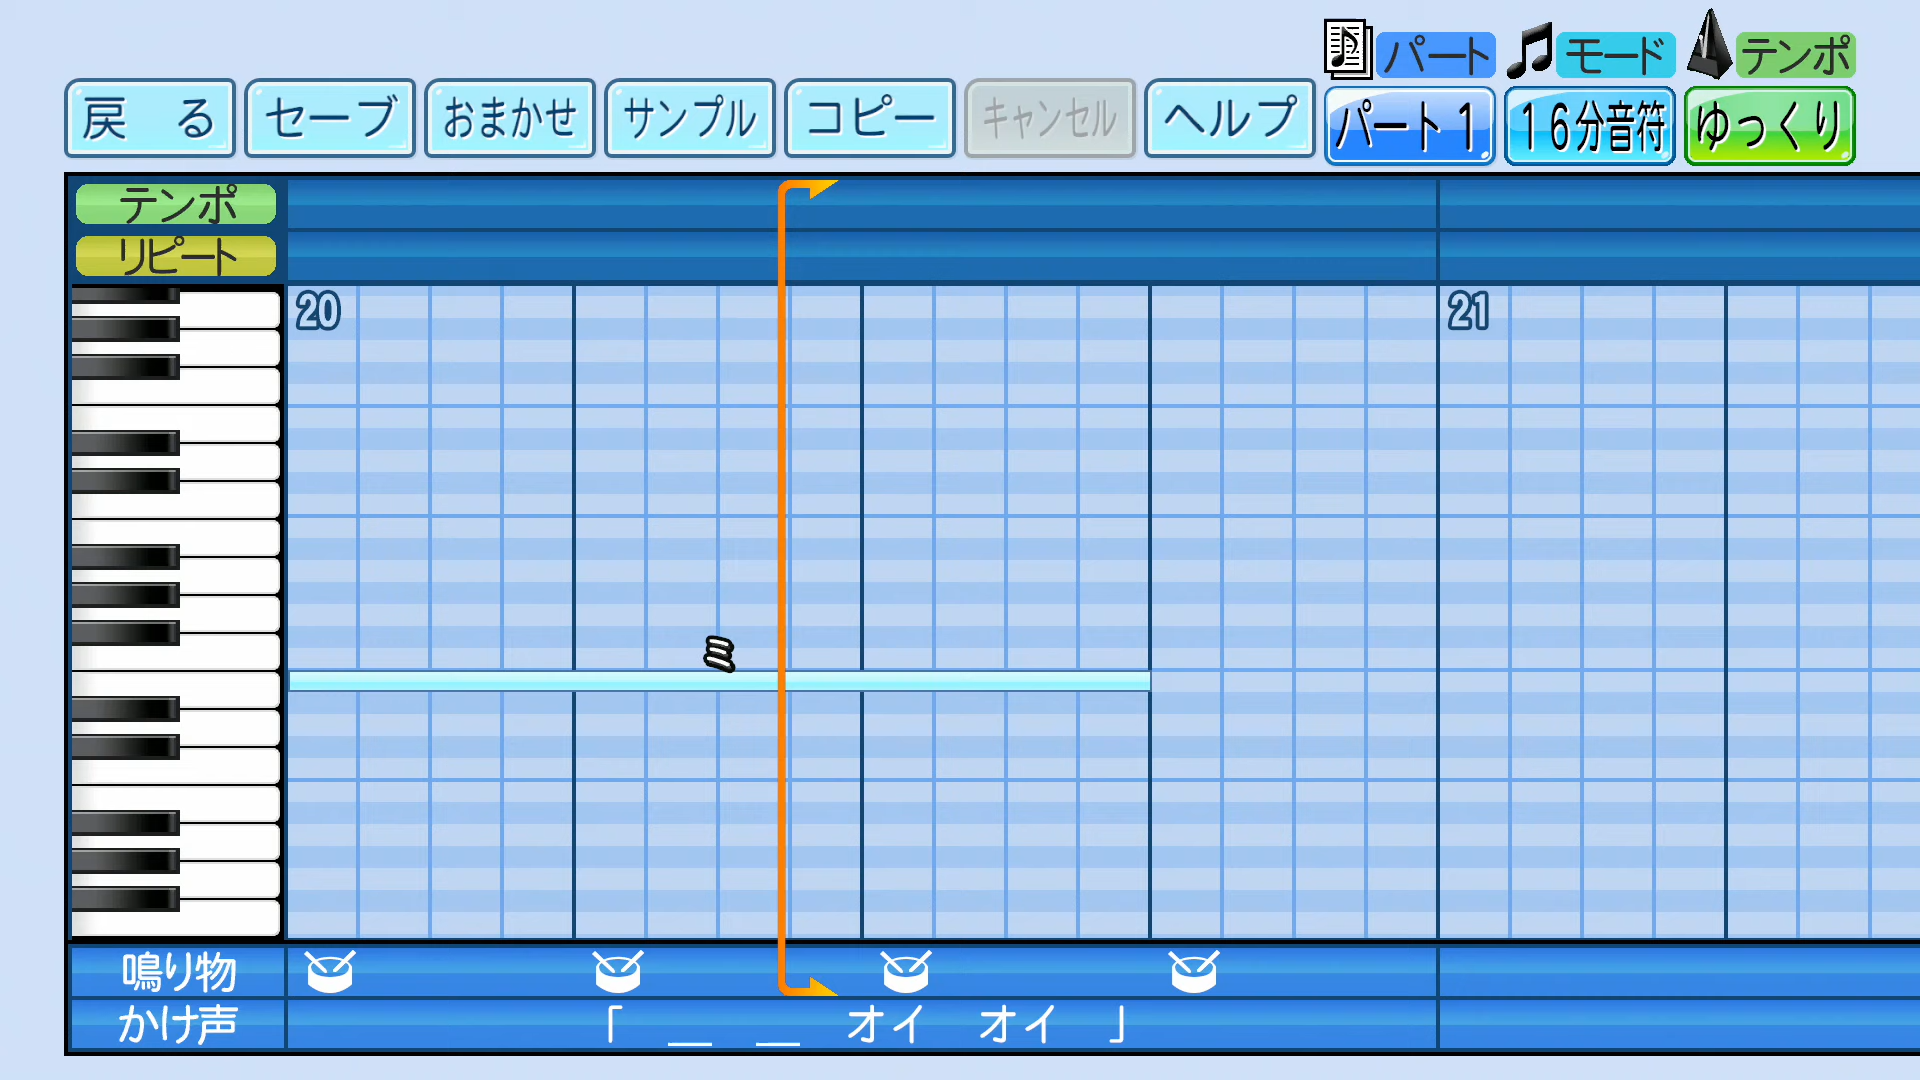 パート モード テンポ
戻　る セーブ おまかせ サンプル コピー キャンセル ヘルプ パート１ １６分音符 ゆっくり
テンポ
リピート
20 21
ミ
鳴り物
かけ声 「 ＿ ＿ オイ オイ 」